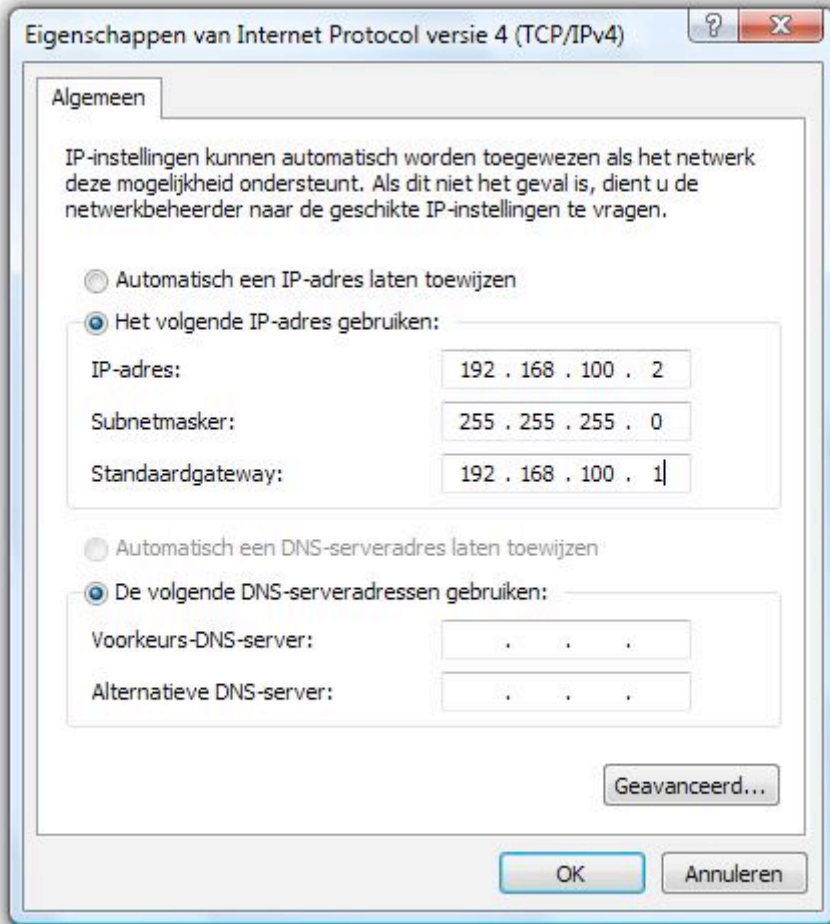 Eigenschappen van Internet Protocol versie 4 (TCP/IPv4)
Algemeen
IP-instellingen kunnen automatisch worden toegewezen als het netwerk
deze mogelijkheid ondersteunt. Als dit niet het geval is, dient u de
netwerkbeheerder naar de geschikte IP-instellingen te vragen.
Automatisch een IP-adres laten toewijzen
Het volgende IP-adres gebruiken:
IP-adres: 192 . 168 . 100 . 2
Subnetmasker: 255 . 255 . 255 . 0
Standaardgateway: 192 . 168 . 100 . 1
Automatisch een DNS-serveradres laten toewijzen
De volgende DNS-serveradressen gebruiken:
Voorkeurs-DNS-server: . . .
Alternatieve DNS-server: . . .
Geavanceerd...
OK Annuleren